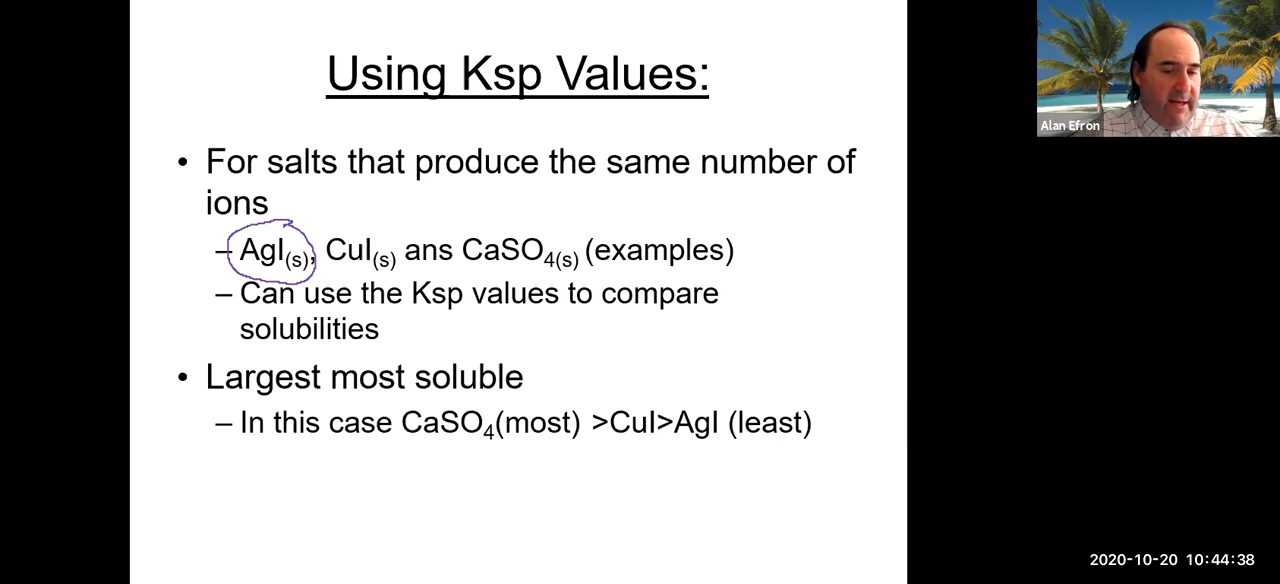 Using Ksp Values:
• For salts that produce the same number of
ions
– AgI(s), CuI(s) ans CaSO4(s) (examples)
– Can use the Ksp values to compare
solubilities
• Largest most soluble
– In this case CaSO4(most) >CuI>AgI (least)
Alan Efron
2020-10-20 10:44:38